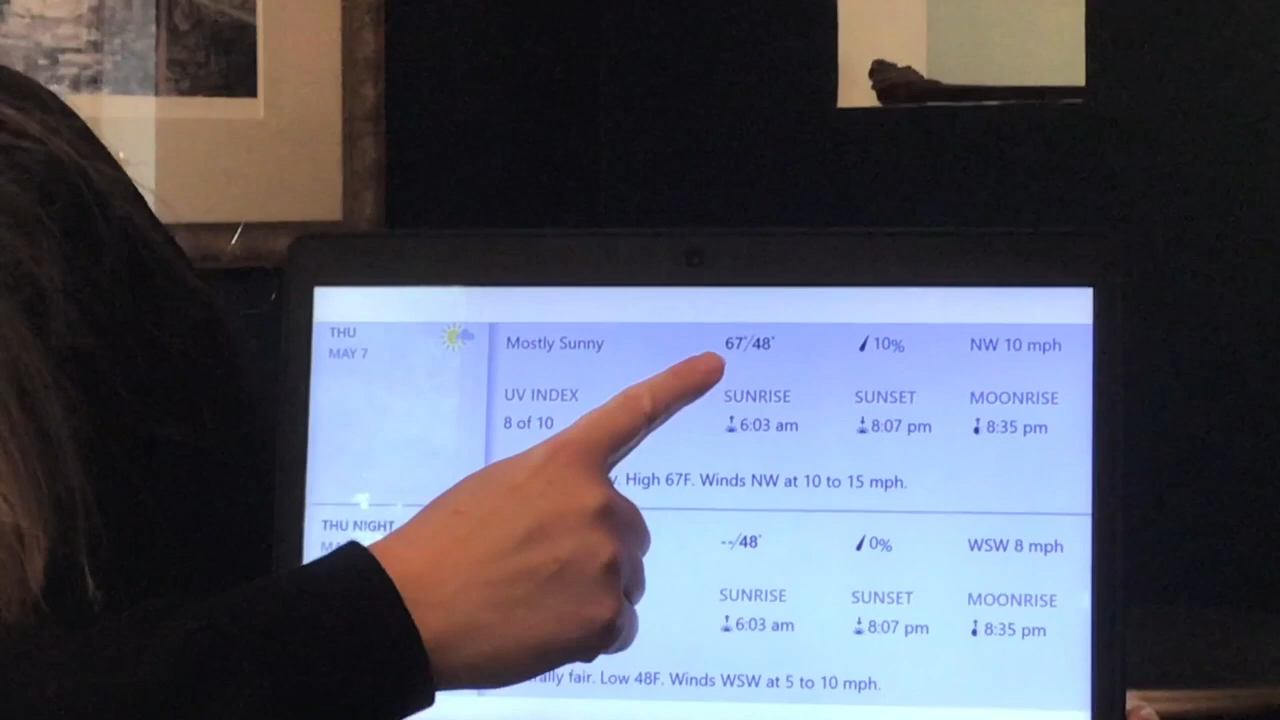 THU
MAY 7
Mostly Sunny 67°/48° 10% NW 10 mph
UV INDEX SUNRISE SUNSET MOONRISE
8 of 10 6:03 am 8:07 pm 8:35 pm
High 67F. Winds NW at 10 to 15 mph.
THU NIGHT
--/48° 0% WSW 8 mph
SUNRISE SUNSET MOONRISE
6:03 am 8:07 pm 8:35 pm
fair. Low 48F. Winds WSW at 5 to 10 mph.